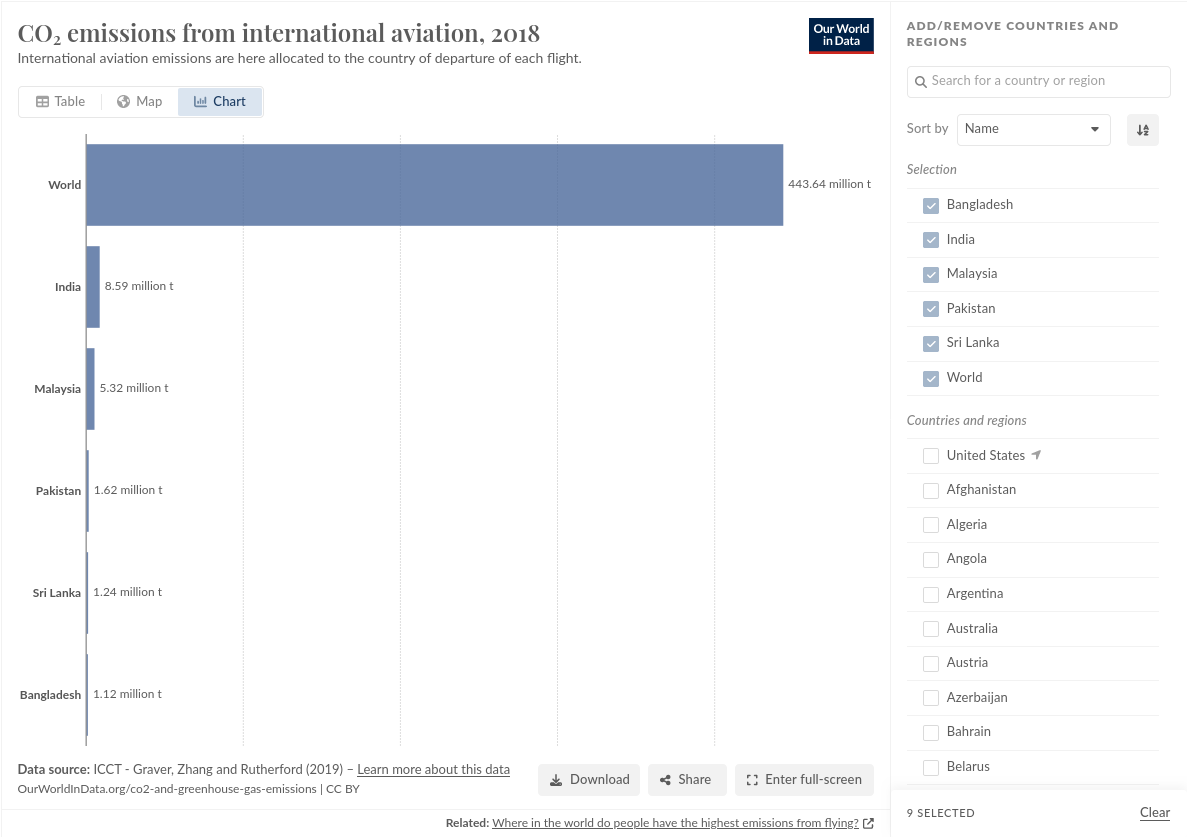 CO₂ emissions from international aviation, 2018
International aviation emissions are here allocated to the country of departure of each flight.
Our World
in Data
Table
Map
Chart
World
443.64 million t
India
8.59 million t
Malaysia
5.32 million t
Pakistan
1.62 million t
Sri Lanka
1.24 million t
Bangladesh
1.12 million t
Data source: ICCT - Graver, Zhang and Rutherford (2019) – Learn more about this data
OurWorldInData.org/co2-and-greenhouse-gas-emissions | CC BY
Download
Share
Enter full-screen
Related: Where in the world do people have the highest emissions from flying?
ADD/REMOVE COUNTRIES AND
REGIONS
Search for a country or region
Sort by
Name
Selection
Bangladesh
India
Malaysia
Pakistan
Sri Lanka
World
Countries and regions
United States
Afghanistan
Algeria
Angola
Argentina
Australia
Austria
Azerbaijan
Bahrain
Belarus
9 SELECTED
Clear